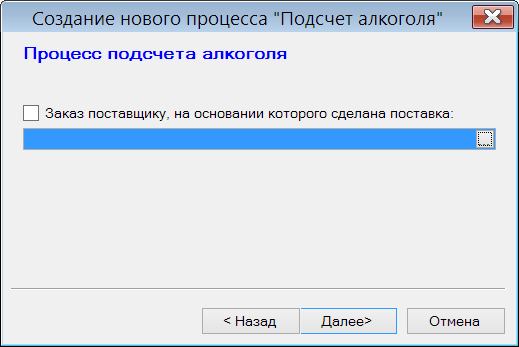 Создание нового процесса "Подсчет алкоголя"
Процесс подсчета алкоголя
Заказ поставщику, на основании которого сделана поставка:
...
< Назад
Далее>
Отмена